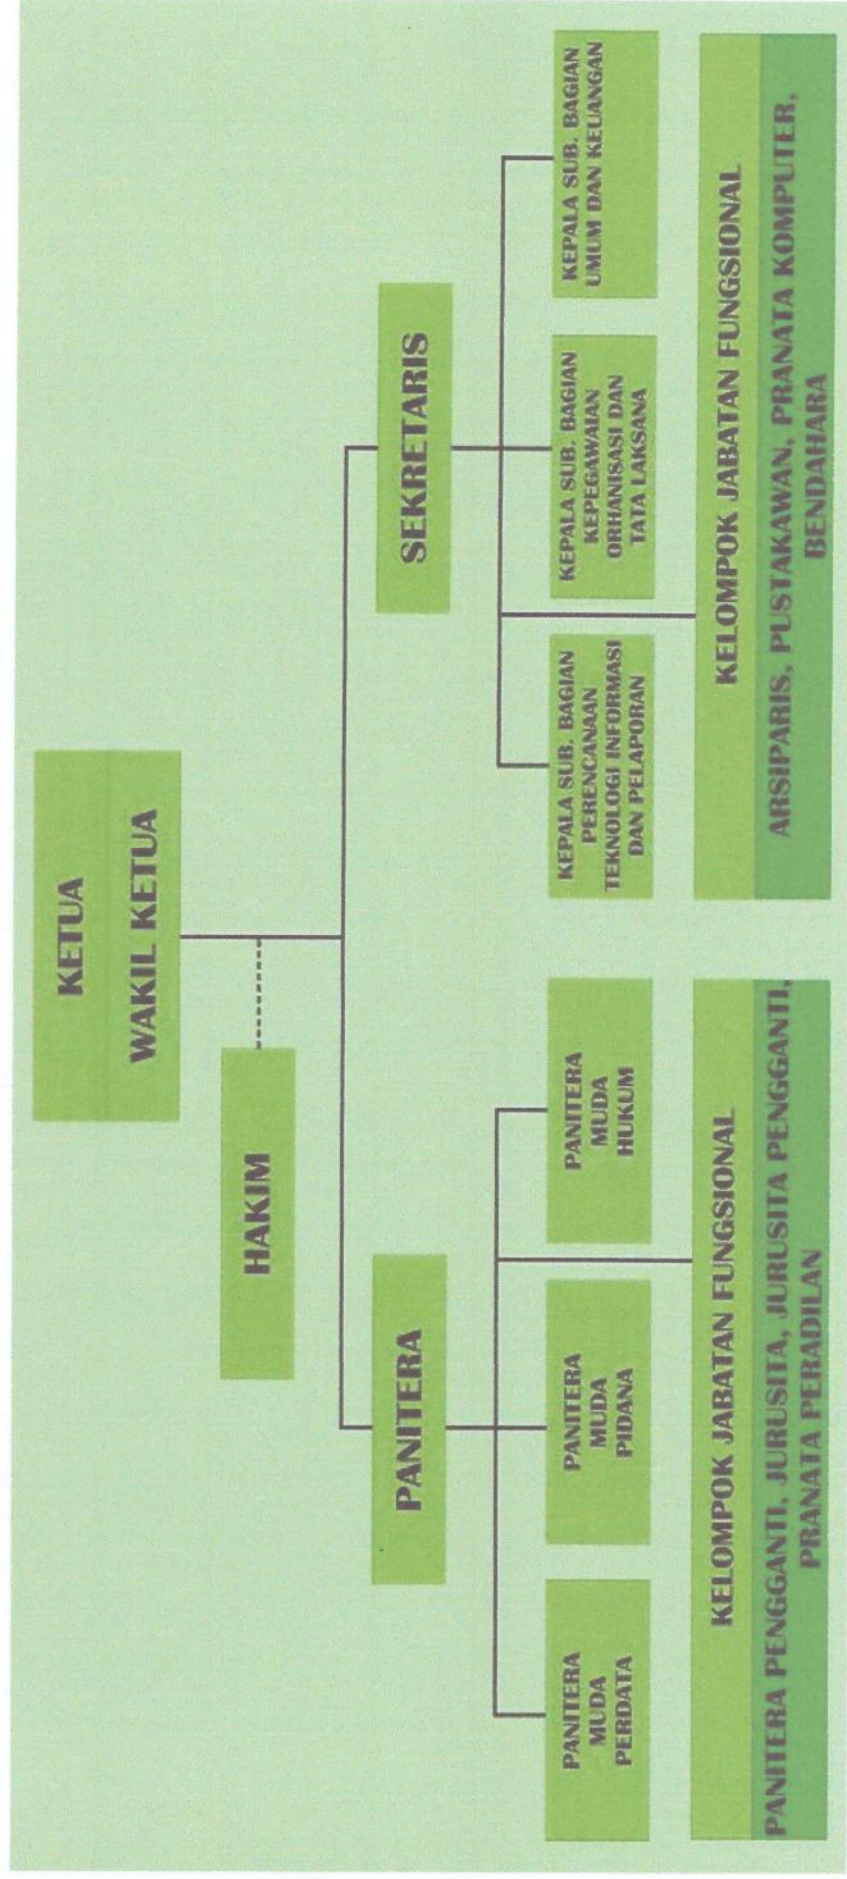 KETUA
WAKIL KETUA
HAKIM
PANITERA
SEKRETARIS
PANITERA
MUDA
PERDATA
PANITERA
MUDA
PIDANA
PANITERA
MUDA
HUKUM
KEPALA SUB. BAGIAN
PERENCANAAN
TEKNOLOGI INFORMASI
DAN PELAPORAN
KEPALA SUB. BAGIAN
KEPEGAWAIAN
ORHANISASI DAN
TATA LAKSANA
KEPALA SUB. BAGIAN
UMUM DAN KEUANGAN
KELOMPOK JABATAN FUNGSIONAL
PANITERA PENGGANTI, JURUSITA, JURUSITA PENGGANTI,
PRANATA PERADILAN
KELOMPOK JABATAN FUNGSIONAL
ARSIPARIS, PUSTAKAWAN, PRANATA KOMPUTER,
BENDAHARA